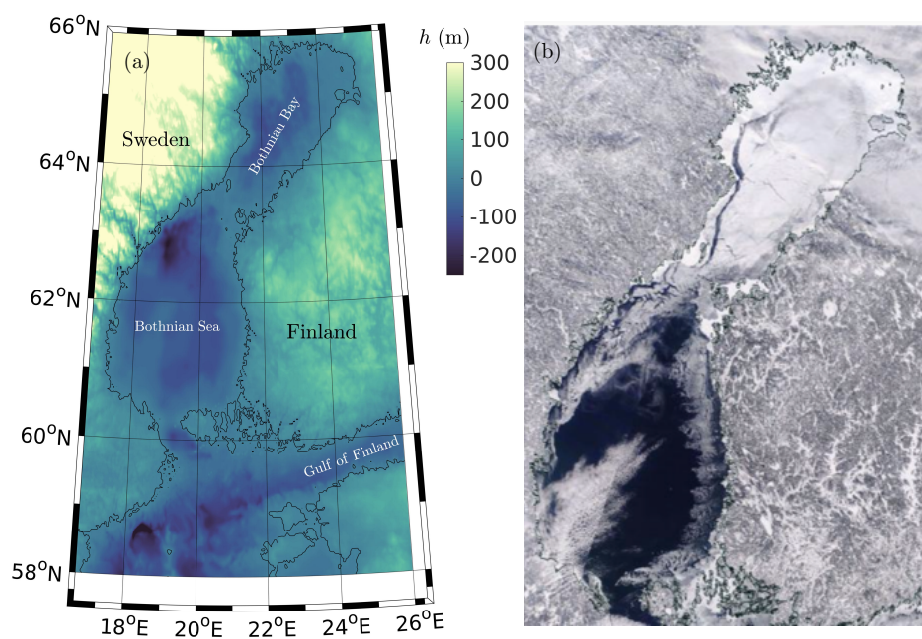 66°N
64°N
62°N
60°N
58°N
18°E
20°E
22°E
24°E
26°E
(a)
Sweden
Bothniau Bay
Bothnian Sea
Finland
Gulf of Finland
h (m)
300
200
100
0
-100
-200
(b)